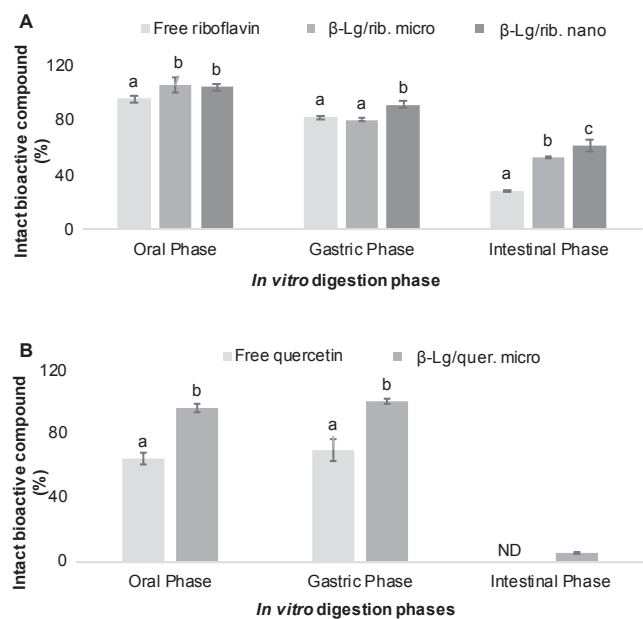 A
Free riboflavin β-Lg/rib. micro β-Lg/rib. nano
Intact bioactive compound
(%)
120
80
40
0
a b b
a a b
a b c
Oral Phase Gastric Phase Intestinal Phase
In vitro digestion phase
B
Free quercetin β-Lg/quer. micro
Intact bioactive compound
(%)
120
80
40
0
a b
a b
ND
Oral Phase Gastric Phase Intestinal Phase
In vitro digestion phases